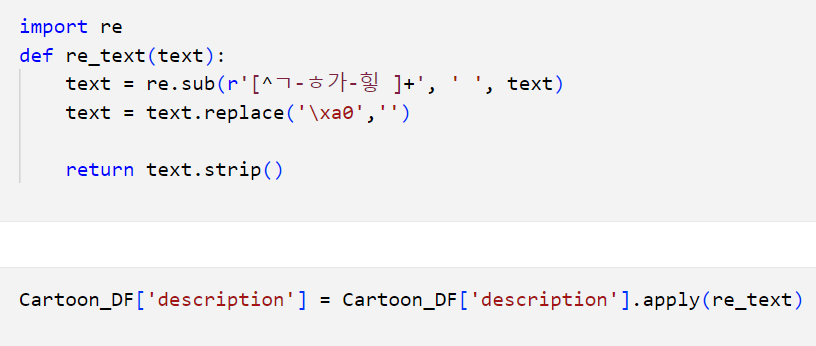 import re
def re_text(text):
    text = re.sub(r'[^ㄱ-ㅎ가-힣 ]+', ' ', text)
    text = text.replace('\xa0','')
    return text.strip()
Cartoon_DF['description'] = Cartoon_DF['description'].apply(re_text)